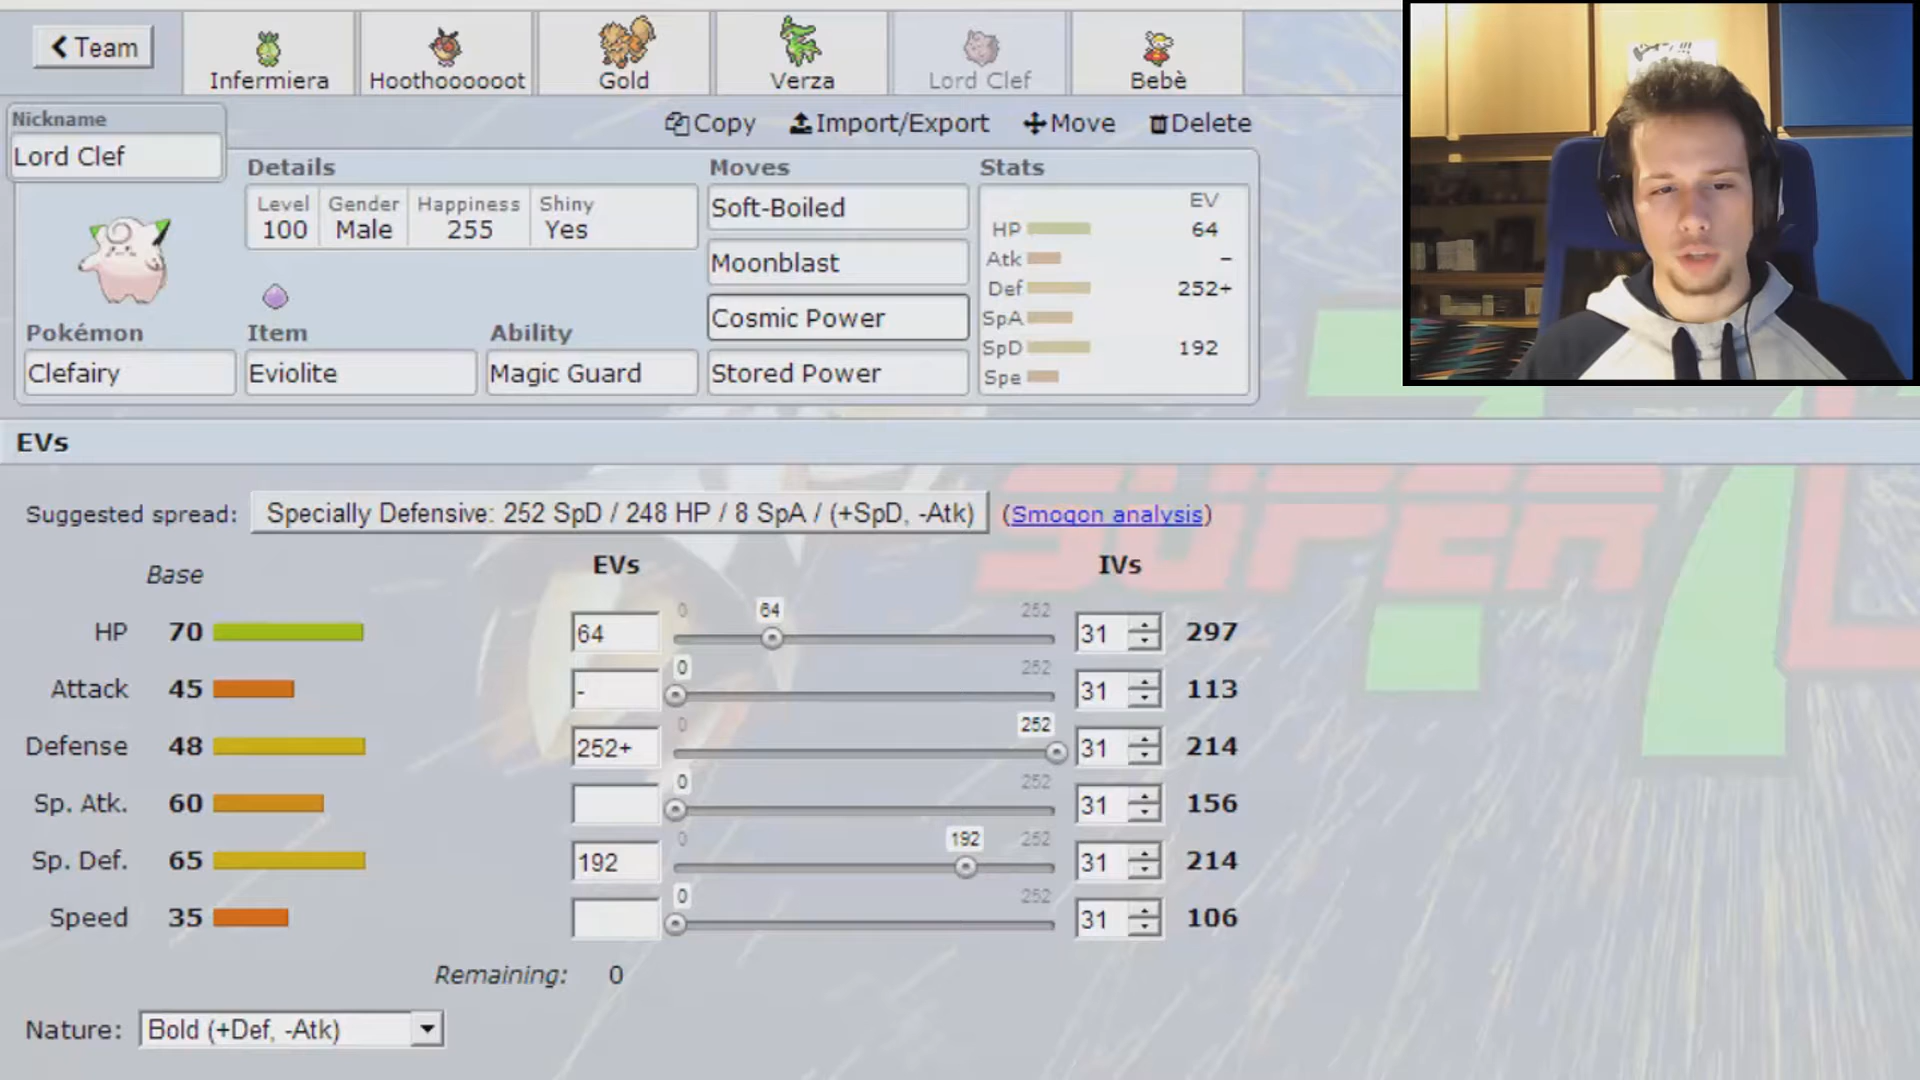 Team
Infermiera
Hoothoooooot
Gold
Verza
Lord Clef
Bebè
Nickname
Lord Clef
Copy Import/Export Move Delete
Details
Moves
Stats
Level Gender Happiness Shiny
100 Male 255 Yes
Soft-Boiled
Moonblast
Cosmic Power
Stored Power
EV
HP 64
Atk –
Def 252+
SpA
SpD 192
Spe
Pokémon
Clefairy
Item
Eviolite
Ability
Magic Guard
EVs
Suggested spread: Specially Defensive: 252 SpD / 248 HP / 8 SpA / (+SpD, -Atk) (Smogon analysis)
Base EVs IVs
0 64 252
HP 70 64 31 297
0 252
Attack 45 - 31 113
0 252
Defense 48 252+ 31 214
0 252
Sp. Atk. 60 31 156
0 192 252
Sp. Def. 65 192 31 214
0 252
Speed 35 31 106
Remaining: 0
Nature: Bold (+Def, -Atk)
SUPER